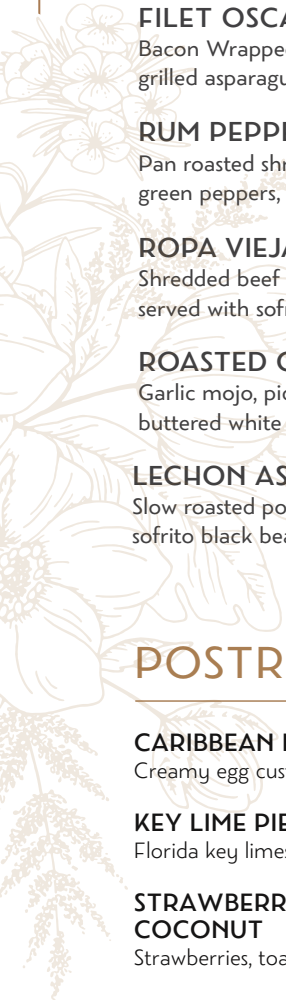 FILET OSCA
Bacon Wrappe
grilled asparagu
RUM PEPP
Pan roasted shr
green peppers,
ROPA VIEJA
Shredded beef
served with sofr
ROASTED
Garlic mojo, pic
buttered white
LECHON AS
Slow roasted po
sofrito black bea
POSTR
CARIBBEAN
Creamy egg cus
KEY LIME PIE
Florida key limes
STRAWBERR
COCONUT
Strawberries, toa